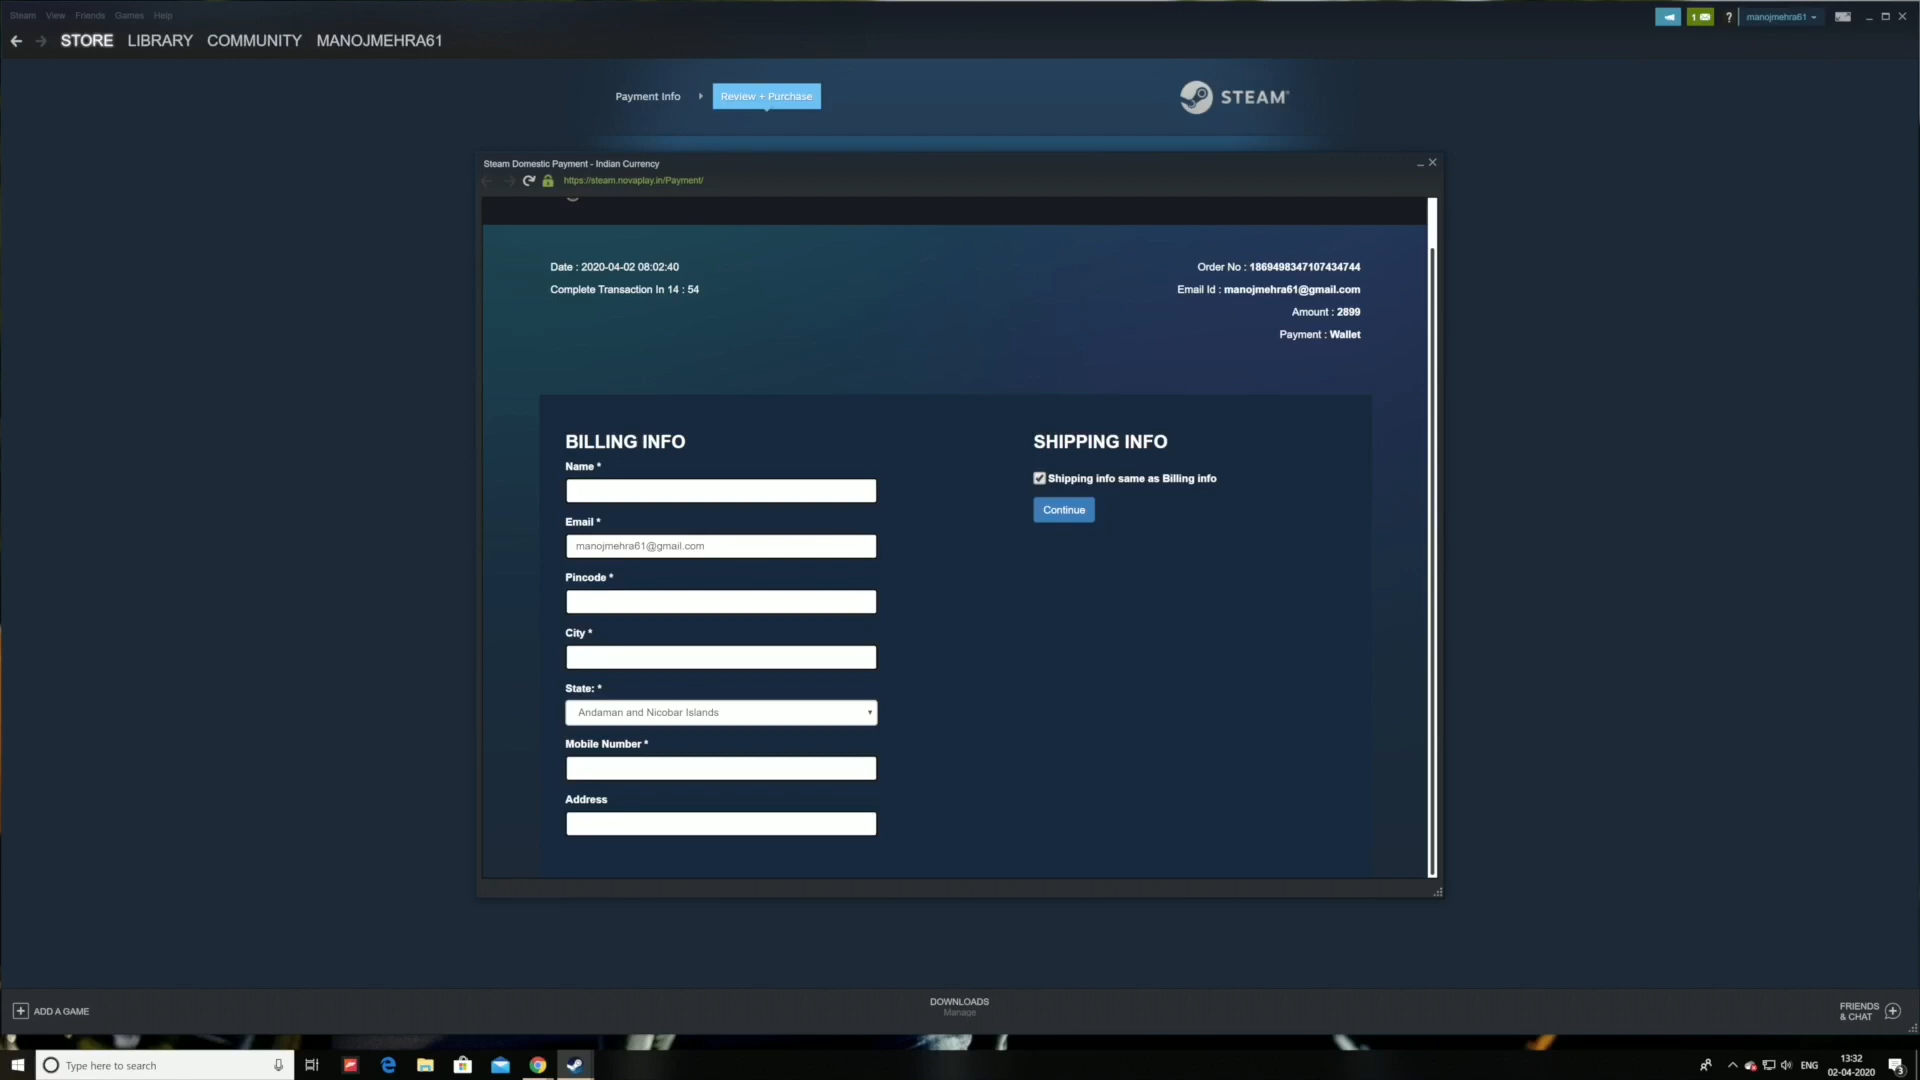 Steam View Friends Games Help
1 ? manojmehra61
STORE LIBRARY COMMUNITY MANOJMEHRA61
Payment Info Review + Purchase
STEAM®
Steam Domestic Payment - Indian Currency
https://steam.novaplay.in/Payment/
Date : 2020-04-02 08:02:40
Complete Transaction In 14 : 54
Order No : 1869498347107434744
Email Id : manojmehra61@gmail.com
Amount : 2899
Payment : Wallet
BILLING INFO
Name *
Email *
manojmehra61@gmail.com
Pincode *
City *
State: *
Andaman and Nicobar Islands
Mobile Number *
Address
SHIPPING INFO
Shipping info same as Billing info
Continue
ADD A GAME
DOWNLOADS
Manage
FRIENDS
& CHAT
Type here to search
ENG
13:32
02-04-2020
3